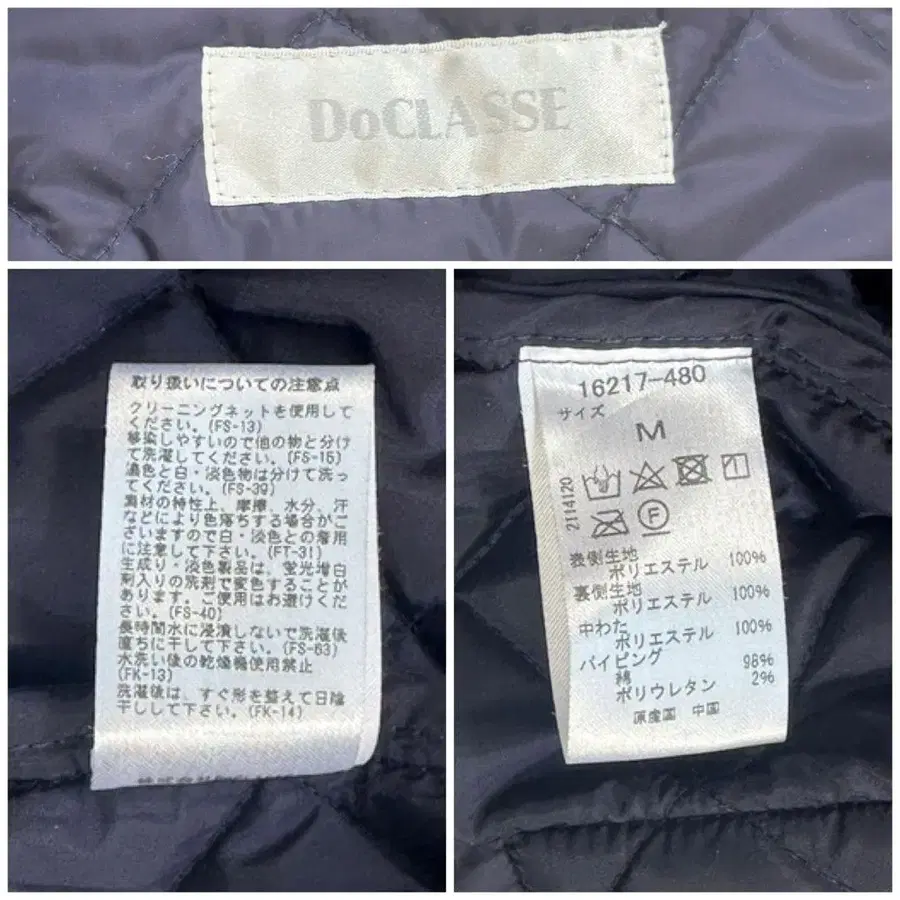 DoCLASSE
取り扱いについての注意点
クリーニングネットを使用して
ください。(FS-13)
移染しやすいので他の物と分け
て洗濯してください。(FS-15)
濃色と白・淡色物は分けて洗っ
てください。(FS-39)
素材の特性上、摩擦、水分、汗
などにより色落ちする場合がご
ざいますので白・淡色との着用
に注意して下さい。(FT-31)
生成り・淡色製品は、蛍光増白
剤入りの洗剤で変色することが
あります。ご使用はお避けくださ
い。(FS-40)
長時間水に浸漬しないで洗濯後
直ちに干して下さい。(FS-63)
水洗い後の乾燥機使用禁止
(FK-13)
洗濯後は、すぐ形を整えて日陰
干しして下さい。(FK-14)
16217-480
サイズ
M
2114120
F
表側生地
ポリエステル 100%
裏側生地
ポリエステル 100%
中わた
ポリエステル 100%
パイピング
綿 98%
ポリウレタン 2%
原産国 中国